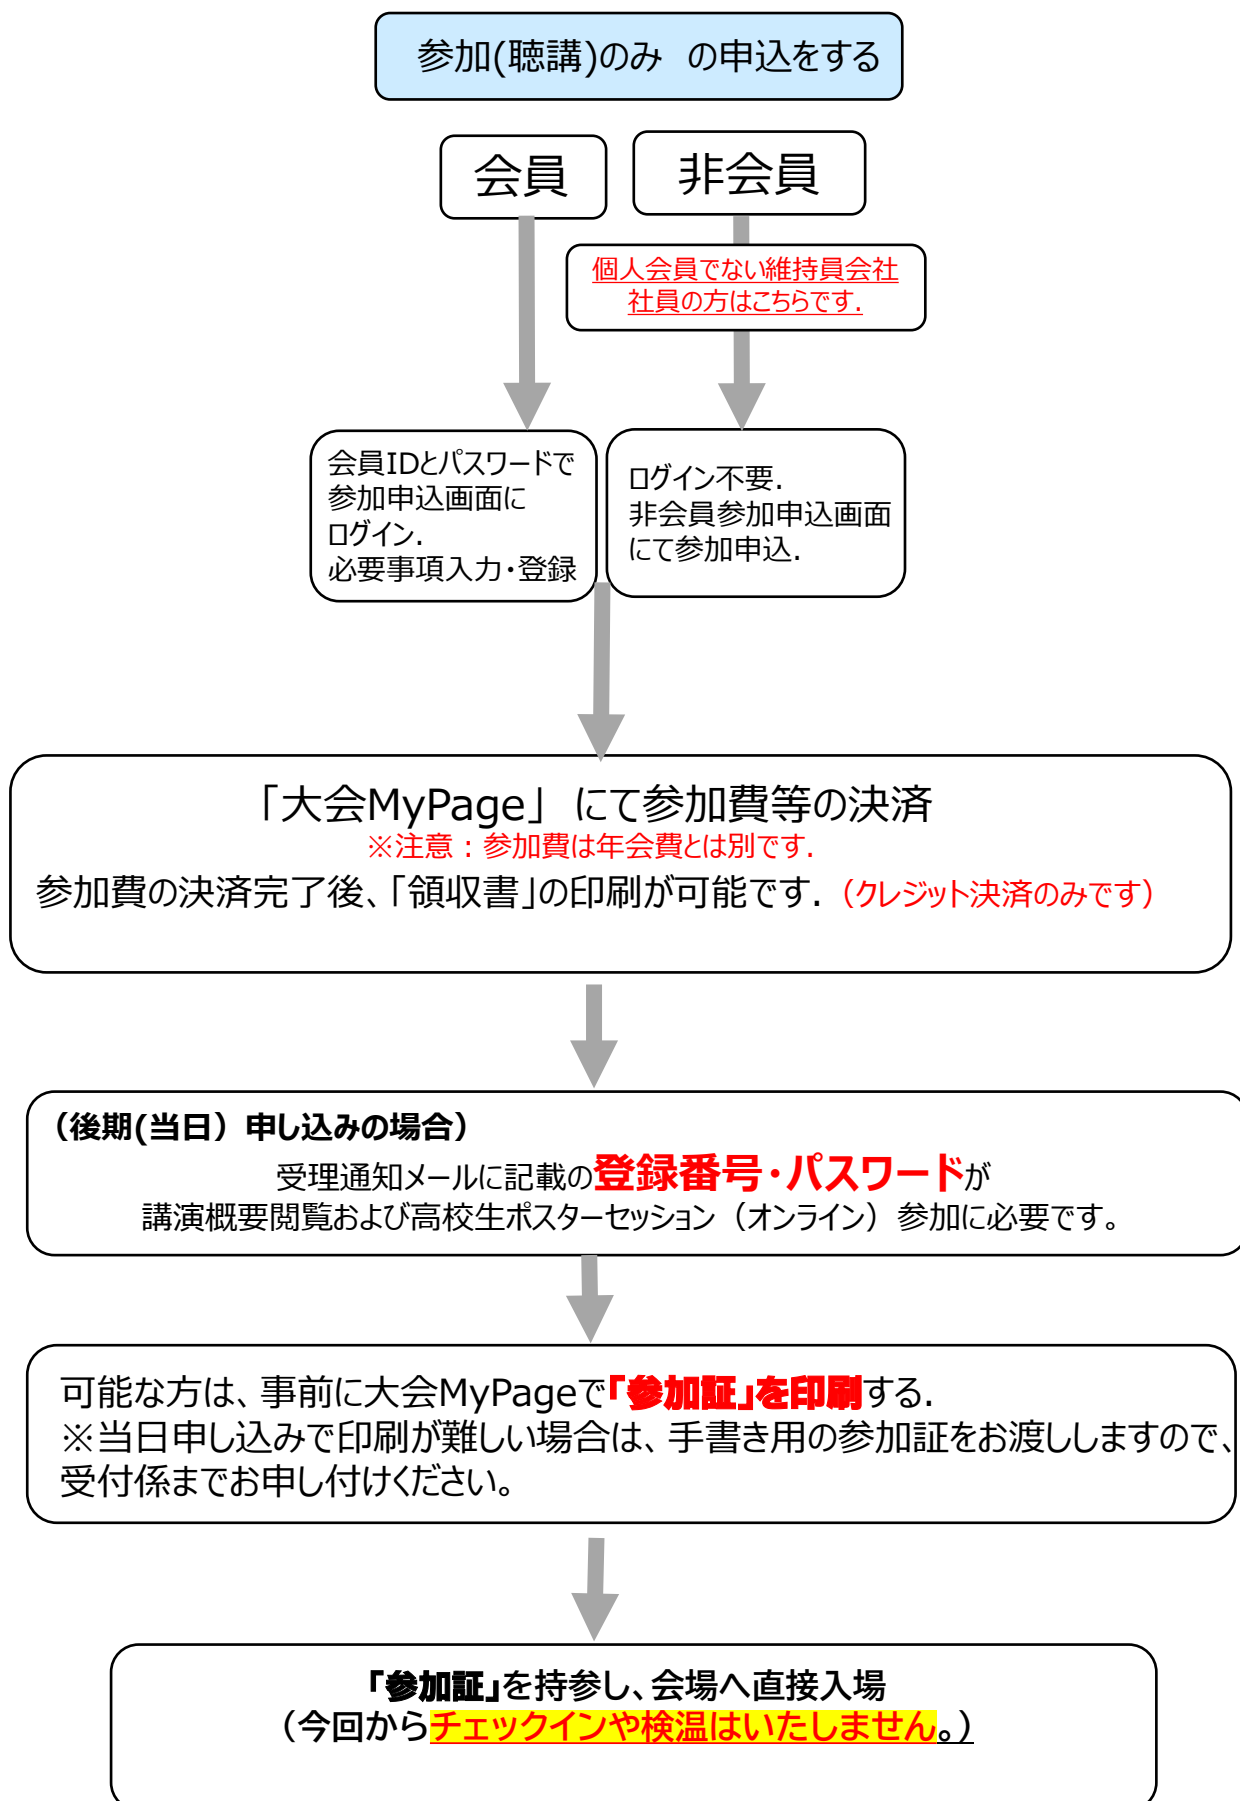 参加(聴講)のみ の申込をする
会員
非会員
個人会員でない維持員会社
社員の方はこちらです.
会員IDとパスワードで
参加申込画面に
ログイン.
必要事項入力・登録
ログイン不要.
非会員参加申込画面
にて参加申込.
「大会MyPage」にて参加費等の決済
※注意：参加費は年会費とは別です.
参加費の決済完了後、「領収書」の印刷が可能です.（クレジット決済のみです）
（後期(当日）申し込みの場合）
受理通知メールに記載の登録番号・パスワードが
講演概要閲覧および高校生ポスターセッション（オンライン）参加に必要です。
可能な方は、事前に大会MyPageで「参加証」を印刷する.
※当日申し込みで印刷が難しい場合は、手書き用の参加証をお渡ししますので、
受付係までお申し付けください。
「参加証」を持参し、会場へ直接入場
（今回からチェックインや検温はいたしません。）